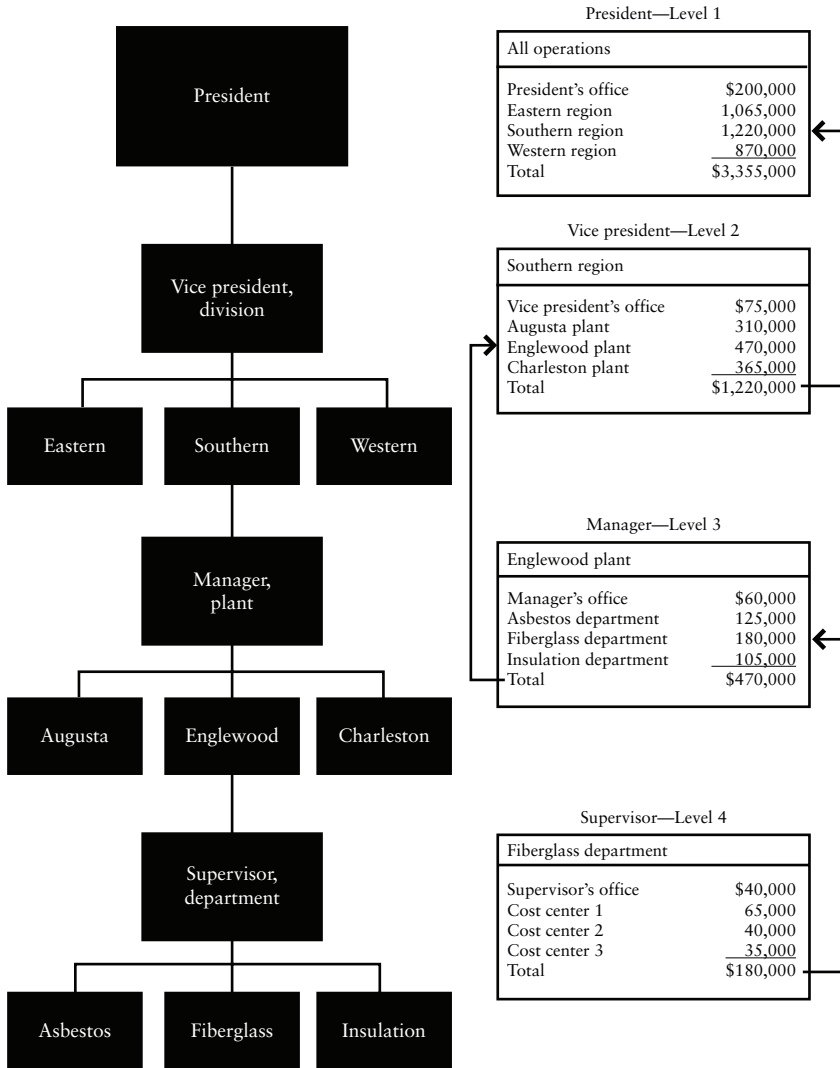 President
Vice president,
division
Eastern
Southern
Western
Manager,
plant
Augusta
Englewood
Charleston
Supervisor,
department
Asbestos
Fiberglass
Insulation
President—Level 1
All operations
President's office $200,000
Eastern region 1,065,000
Southern region 1,220,000
Western region 870,000
Total $3,355,000
Vice president—Level 2
Southern region
Vice president's office $75,000
Augusta plant 310,000
Englewood plant 470,000
Charleston plant 365,000
Total $1,220,000
Manager—Level 3
Englewood plant
Manager's office $60,000
Asbestos department 125,000
Fiberglass department 180,000
Insulation department 105,000
Total $470,000
Supervisor—Level 4
Fiberglass department
Supervisor's office $40,000
Cost center 1 65,000
Cost center 2 40,000
Cost center 3 35,000
Total $180,000